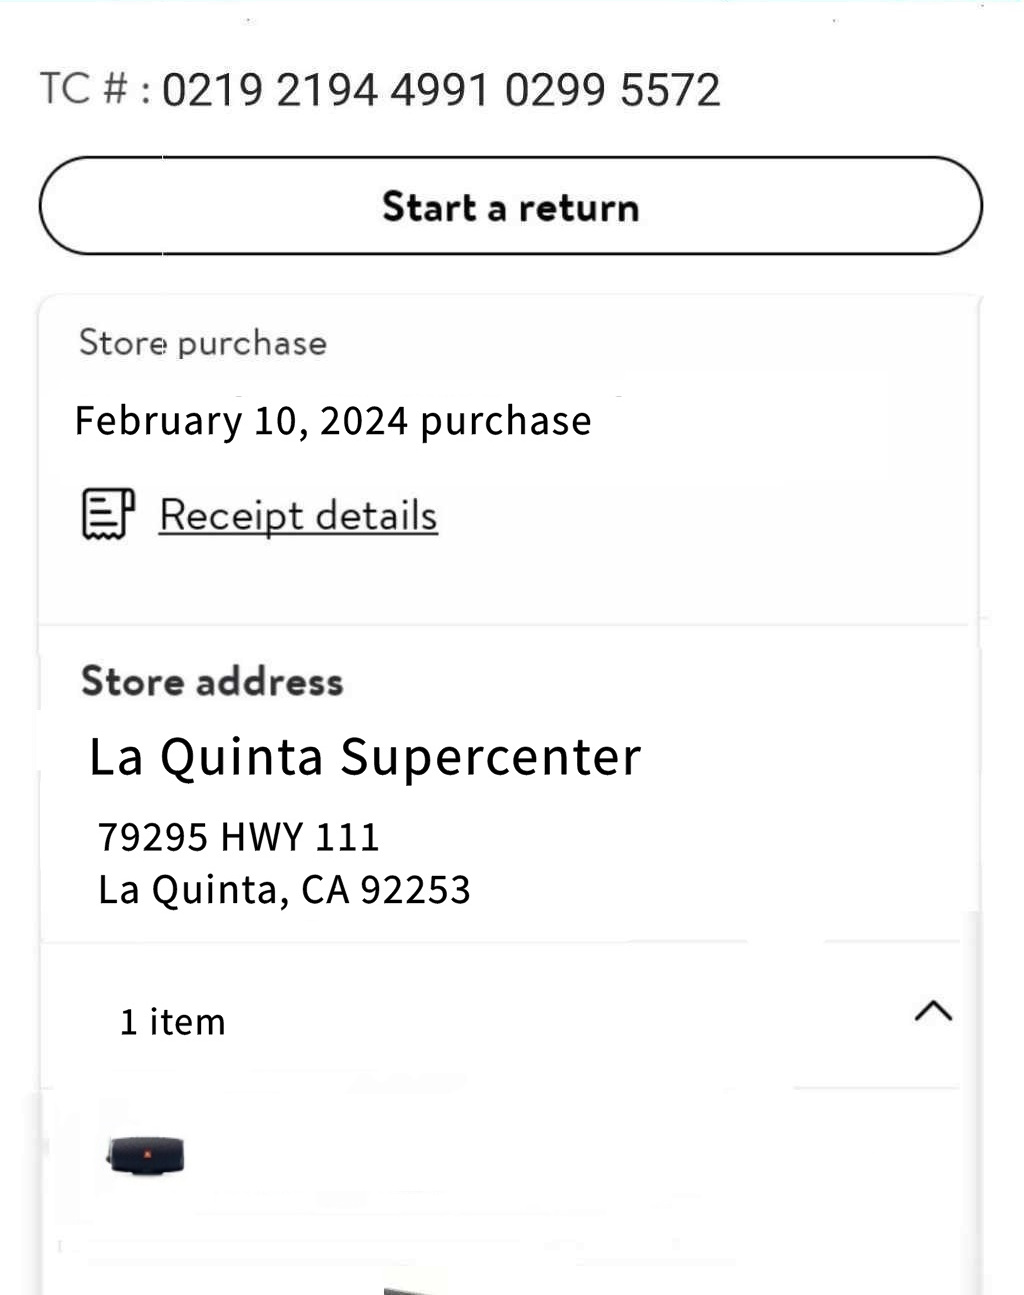 TC # : 0219 2194 4991 0299 5572
Start a return
Store purchase
February 10, 2024 purchase
Receipt details
Store address
La Quinta Supercenter
79295 HWY 111
La Quinta, CA 92253
1 item